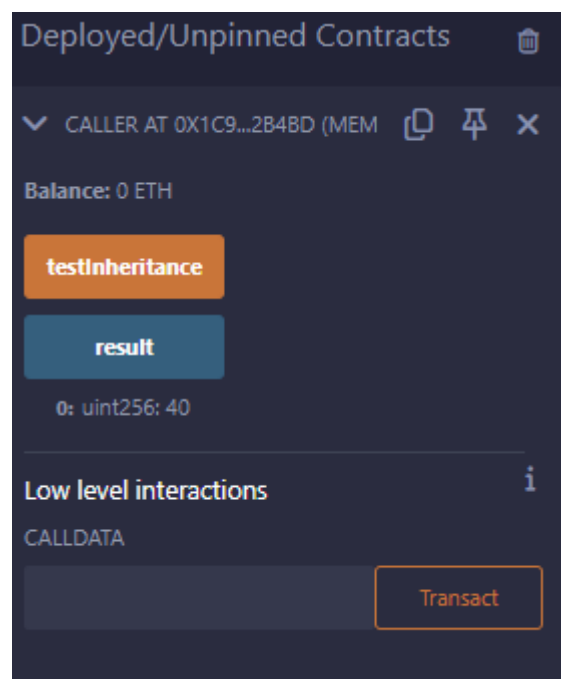 Deployed/Unpinned Contracts
CALLER AT 0X1C9...2B4BD (MEM
Balance: 0 ETH
testInheritance
result
0: uint256: 40
Low level interactions
i
CALLDATA
Transact